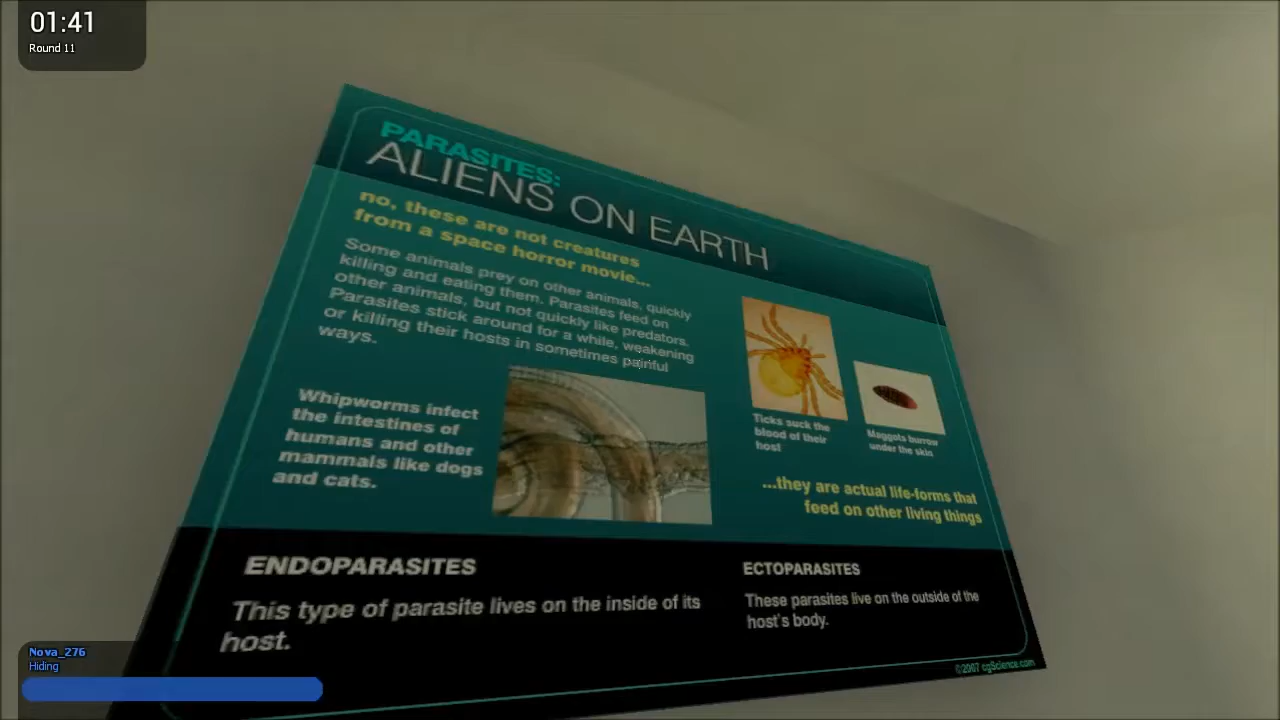 01:41
Round 11
PARASITES:
ALIENS ON EARTH
no, these are not creatures
from a space horror movie...
Some animals prey on other animals, quickly
killing and eating them. Parasites feed on
other animals, but not quickly like predators.
Parasites stick around for a while, weakening
or killing their hosts in sometimes painful
ways.
Whipworms infect
the intestines of
humans and other
mammals like dogs
and cats.
Ticks suck the
blood of their
host
Maggots burrow
under the skin
...they are actual life-forms that
feed on other living things
ENDOPARASITES
This type of parasite lives on the inside of its
host.
ECTOPARASITES
These parasites live on the outside of the
host's body.
©2007 cgScience.com
Nova_276
Hiding